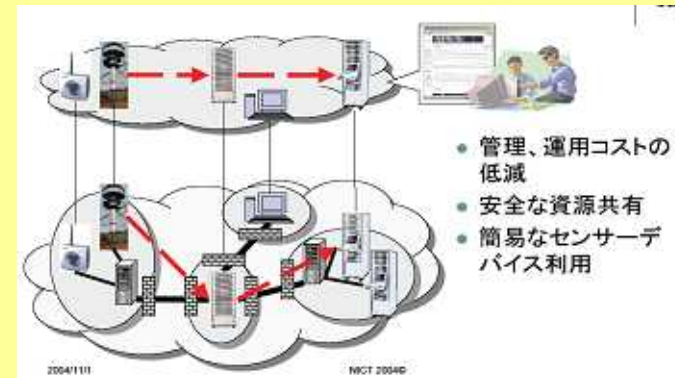 ● 管理、運用コストの
低減
● 安全な資源共有
● 簡易なセンサーデ
バイス利用
2004/11/1
NICT 2004©